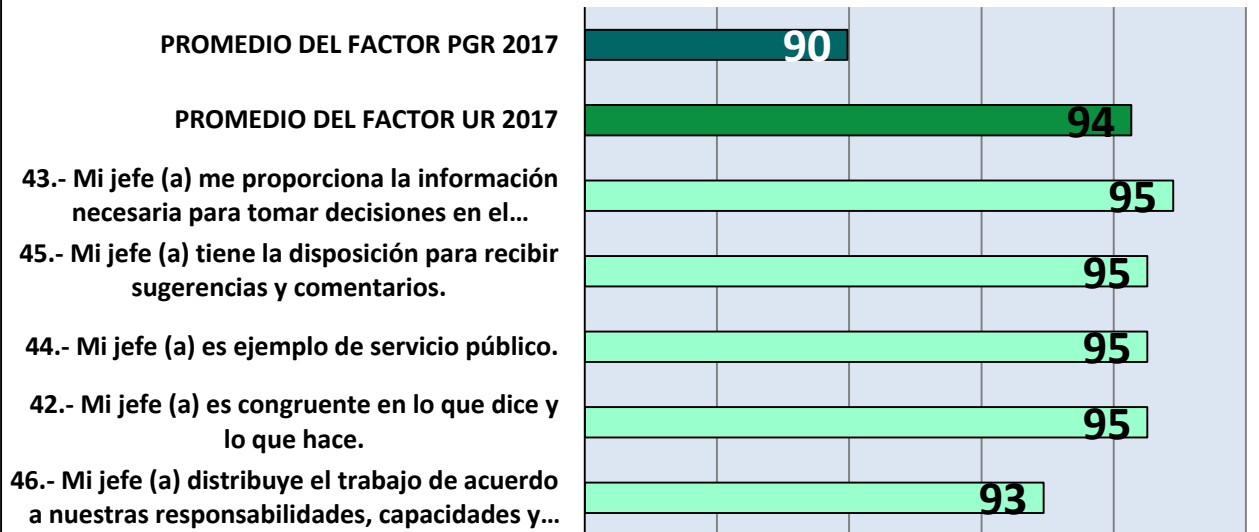 PROMEDIO DEL FACTOR PGR 2017
90
PROMEDIO DEL FACTOR UR 2017
94
43.- Mi jefe (a) me proporciona la información
necesaria para tomar decisiones en el…
95
45.- Mi jefe (a) tiene la disposición para recibir
sugerencias y comentarios.
95
44.- Mi jefe (a) es ejemplo de servicio público.
95
42.- Mi jefe (a) es congruente en lo que dice y
lo que hace.
95
46.- Mi jefe (a) distribuye el trabajo de acuerdo
a nuestras responsabilidades, capacidades y…
93